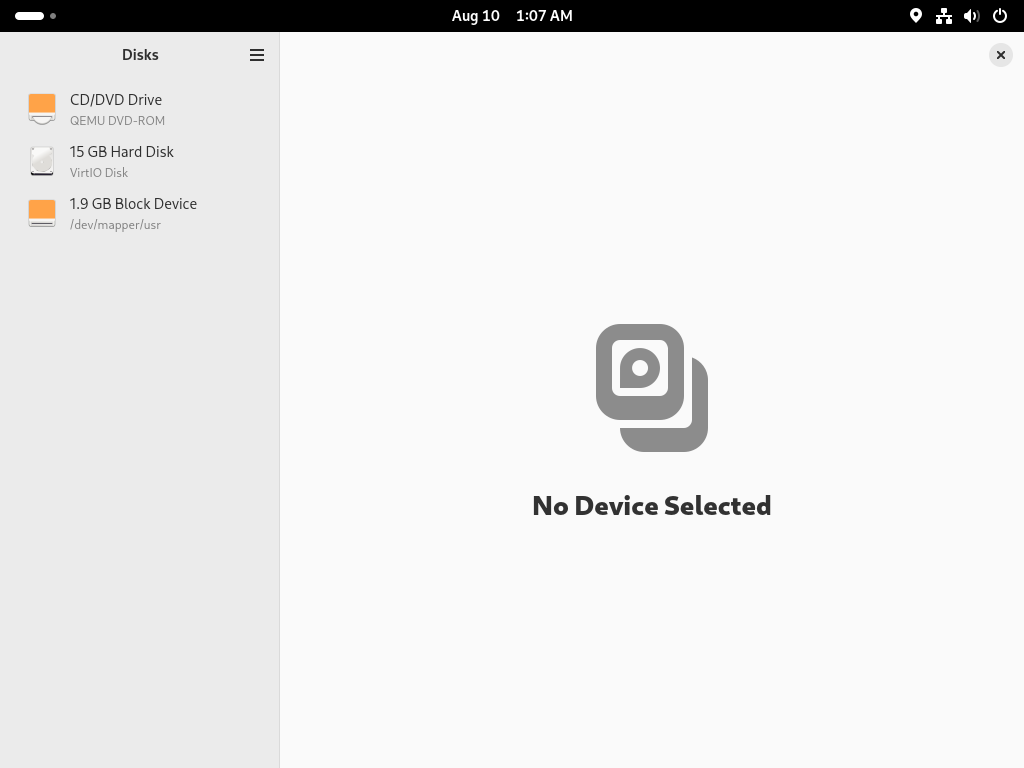 Aug 10 1:07 AM
Disks
CD/DVD Drive
QEMU DVD-ROM
15 GB Hard Disk
VirtIO Disk
1.9 GB Block Device
/dev/mapper/usr
No Device Selected